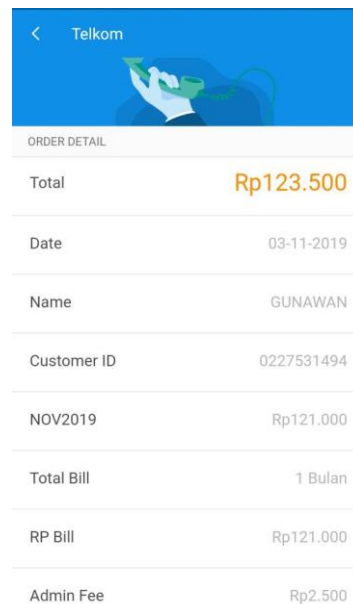 Telkom
ORDER DETAIL
Total Rp123.500
Date 03-11-2019
Name GUNAWAN
Customer ID 0227531494
NOV2019 Rp121.000
Total Bill 1 Bulan
RP Bill Rp121.000
Admin Fee Rp2.500